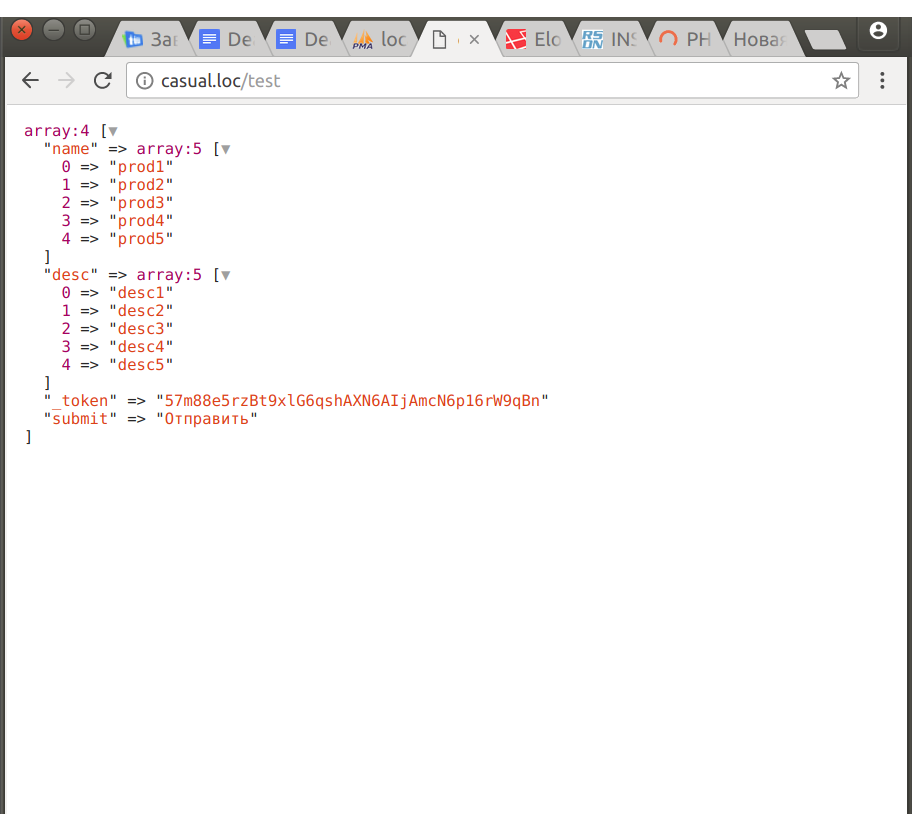 За
De
De
PMA
loc
Elo
INS
PH
Новая
casual.loc/test
array:4 [▼
  "name" => array:5 [▼
    0 => "prod1"
    1 => "prod2"
    2 => "prod3"
    3 => "prod4"
    4 => "prod5"
  ]
  "desc" => array:5 [▼
    0 => "desc1"
    1 => "desc2"
    2 => "desc3"
    3 => "desc4"
    4 => "desc5"
  ]
  "_token" => "57m88e5rzBt9xlG6qshAXN6AIjAmcN6p16rW9qBn"
  "submit" => "Отправить"
]